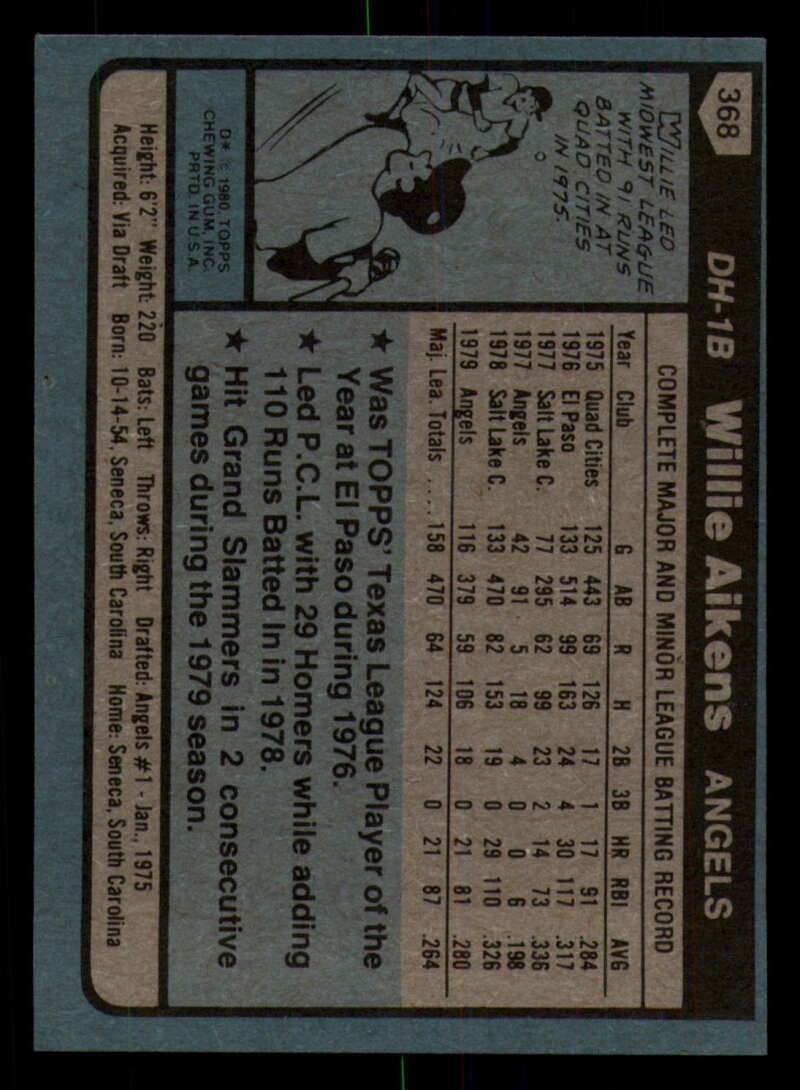 368
DH-1B Willie Aikens ANGELS
WILLIE LED
MIDWEST LEAGUE
WITH 91 RUNS
BATTED IN AT
QUAD CITIES
IN 1975.
D* © 1980 TOPPS
CHEWING GUM, INC.
PRTD. IN U.S.A.
COMPLETE MAJOR AND MINOR LEAGUE BATTING RECORD
Year Club G AB R H 2B 3B HR RBI AVG
1975 Quad Cities 125 443 69 126 17 1 17 91 .284
1976 El Paso 133 514 99 163 24 4 30 117 .317
1977 Salt Lake C. 77 295 62 99 23 2 14 73 .336
1977 Angels 42 91 5 18 4 0 0 6 .198
1978 Salt Lake C. 133 470 82 153 19 0 29 110 .326
1979 Angels 116 379 59 106 18 0 21 81 .280
Maj. Lea. Totals .... 158 470 64 124 22 0 21 87 .264
★ Was TOPPS' Texas League Player of the
Year at El Paso during 1976.
★ Led P.C.L. with 29 Homers while adding
110 Runs Batted In in 1978.
★ Hit Grand Slammers in 2 consecutive
games during the 1979 season.
Height: 6'2" Weight: 220 Bats: Left Throws: Right Drafted: Angels #1 - Jan., 1975
Acquired: Via Draft Born: 10-14-54, Seneca, South Carolina Home: Seneca, South Carolina